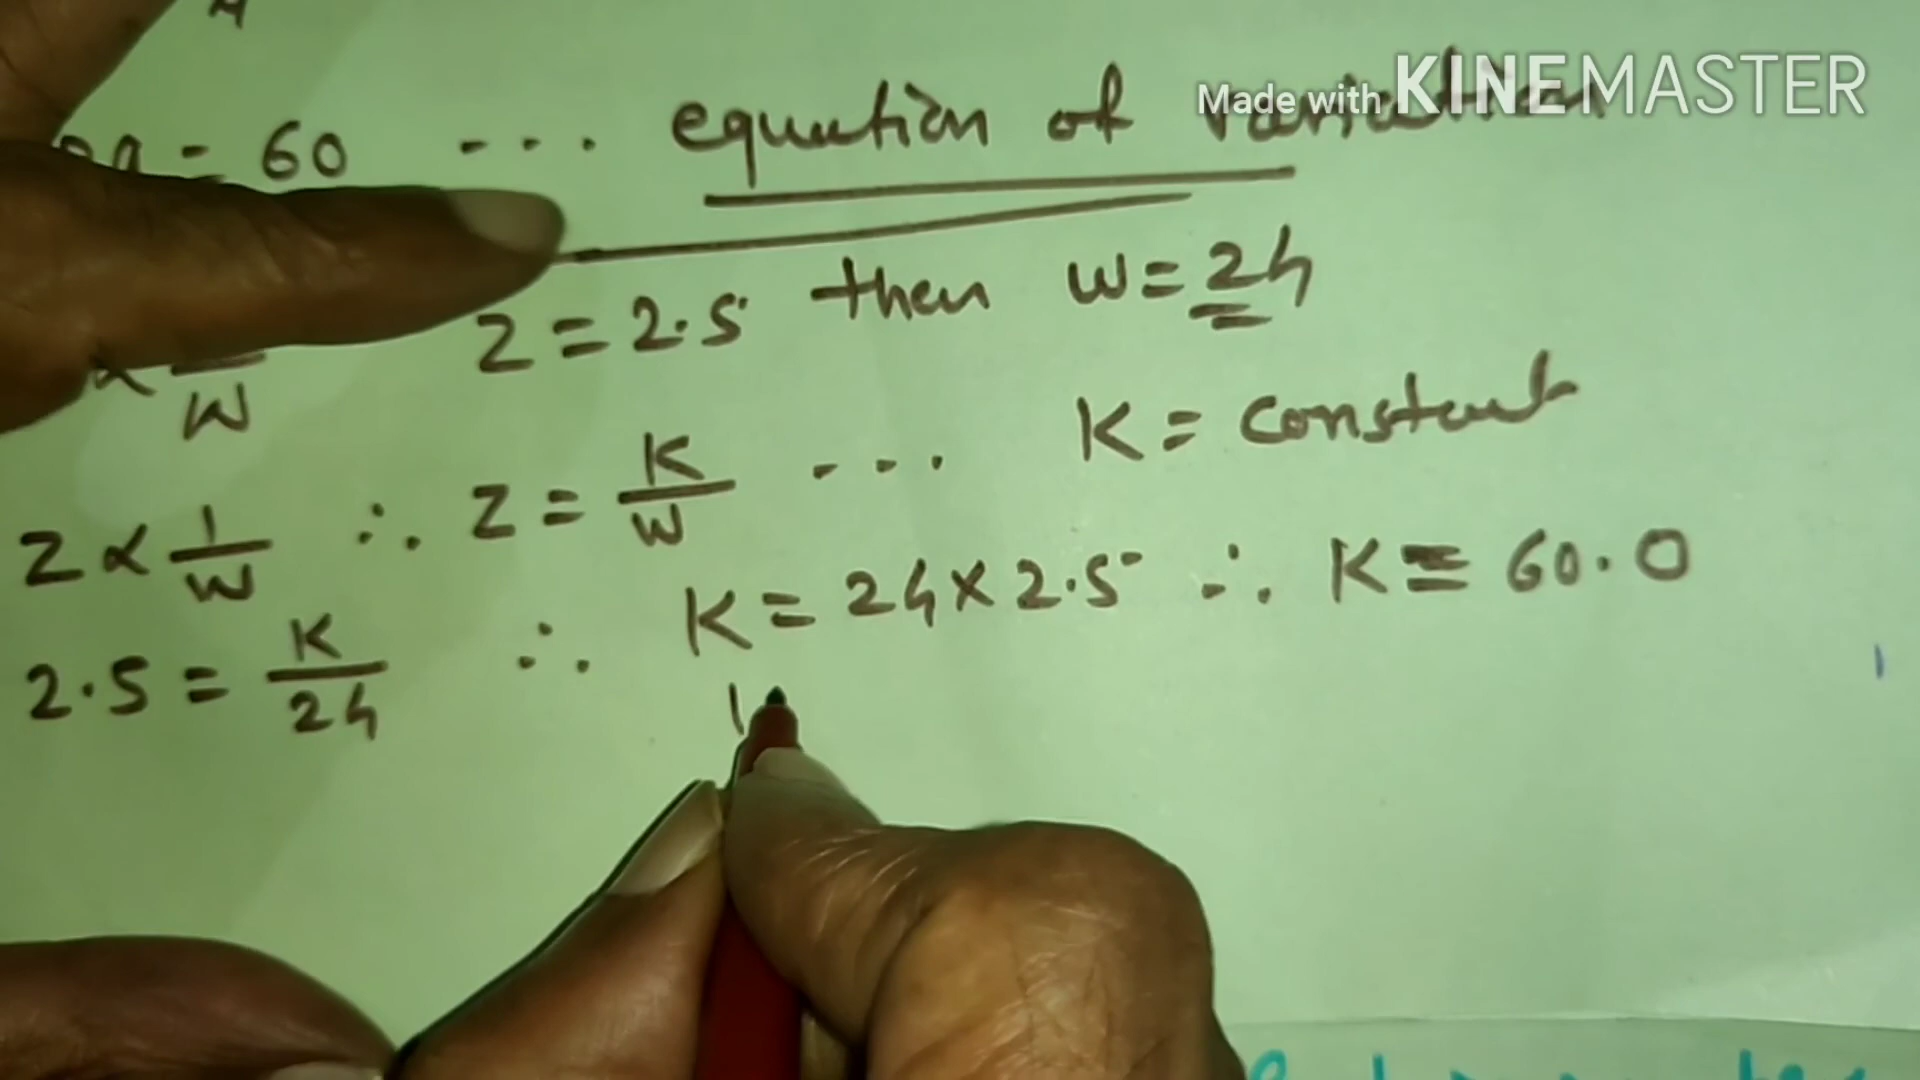 = 60 ... equation of variation
Made with KINEMASTER
Z = 2.5 then W = 24
∝ W
Z ∝ 1/W ∴ Z = K/W ... K = constant
2.5 = K/24 ∴ K = 24 × 2.5 ∴ K = 60.0